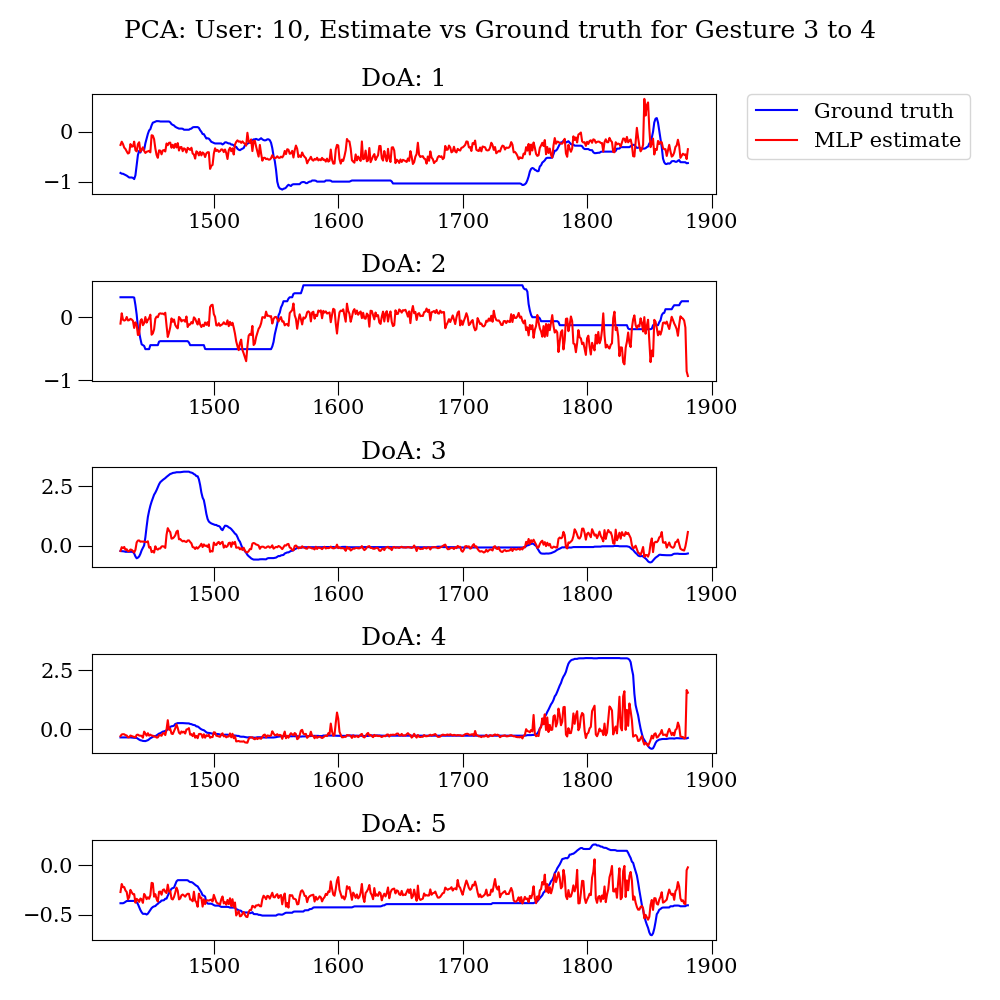 PCA: User: 10, Estimate vs Ground truth for Gesture 3 to 4
DoA: 1
Ground truth
MLP estimate
0
−1
1500 1600 1700 1800 1900
DoA: 2
0
−1
1500 1600 1700 1800 1900
DoA: 3
2.5
0.0
1500 1600 1700 1800 1900
DoA: 4
2.5
0.0
1500 1600 1700 1800 1900
DoA: 5
0.0
−0.5
1500 1600 1700 1800 1900